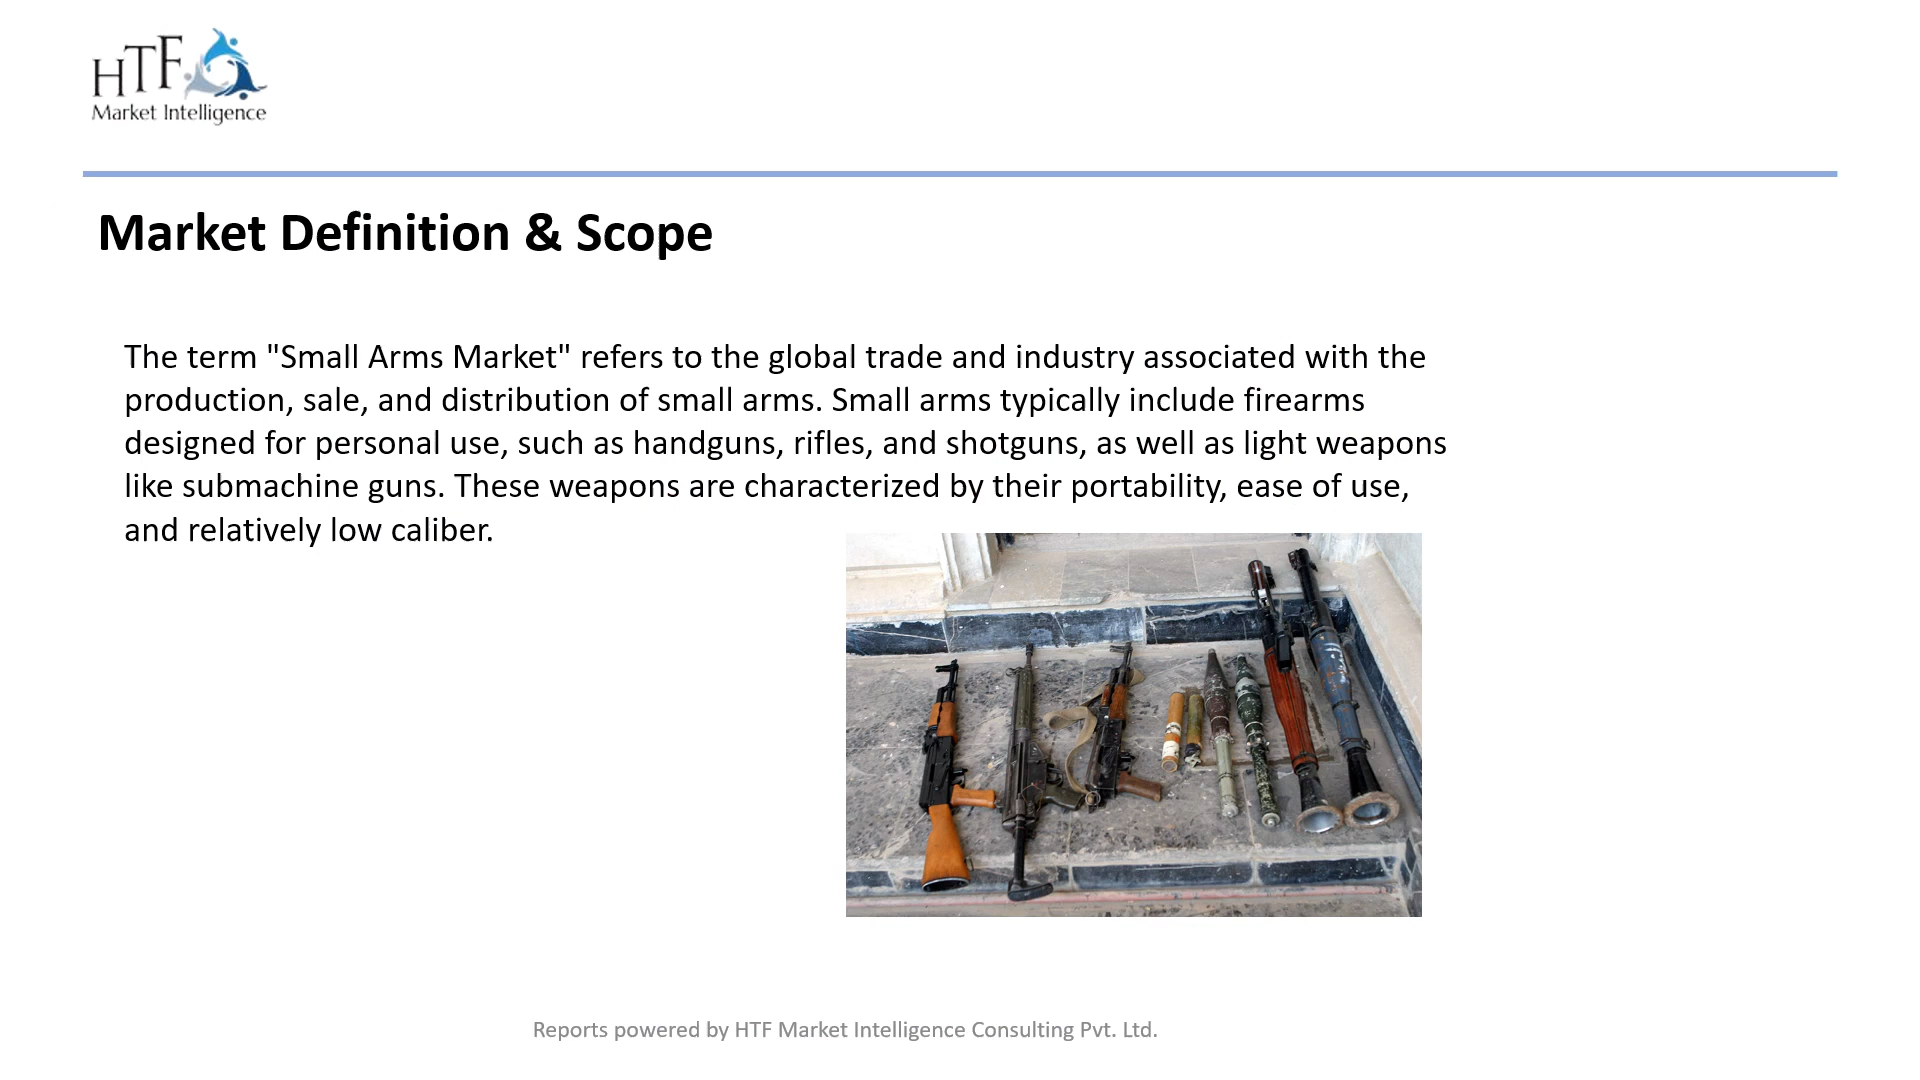 HTF
Market Intelligence
Market Definition & Scope
The term "Small Arms Market" refers to the global trade and industry associated with the
production, sale, and distribution of small arms. Small arms typically include firearms
designed for personal use, such as handguns, rifles, and shotguns, as well as light weapons
like submachine guns. These weapons are characterized by their portability, ease of use,
and relatively low caliber.
Reports powered by HTF Market Intelligence Consulting Pvt. Ltd.